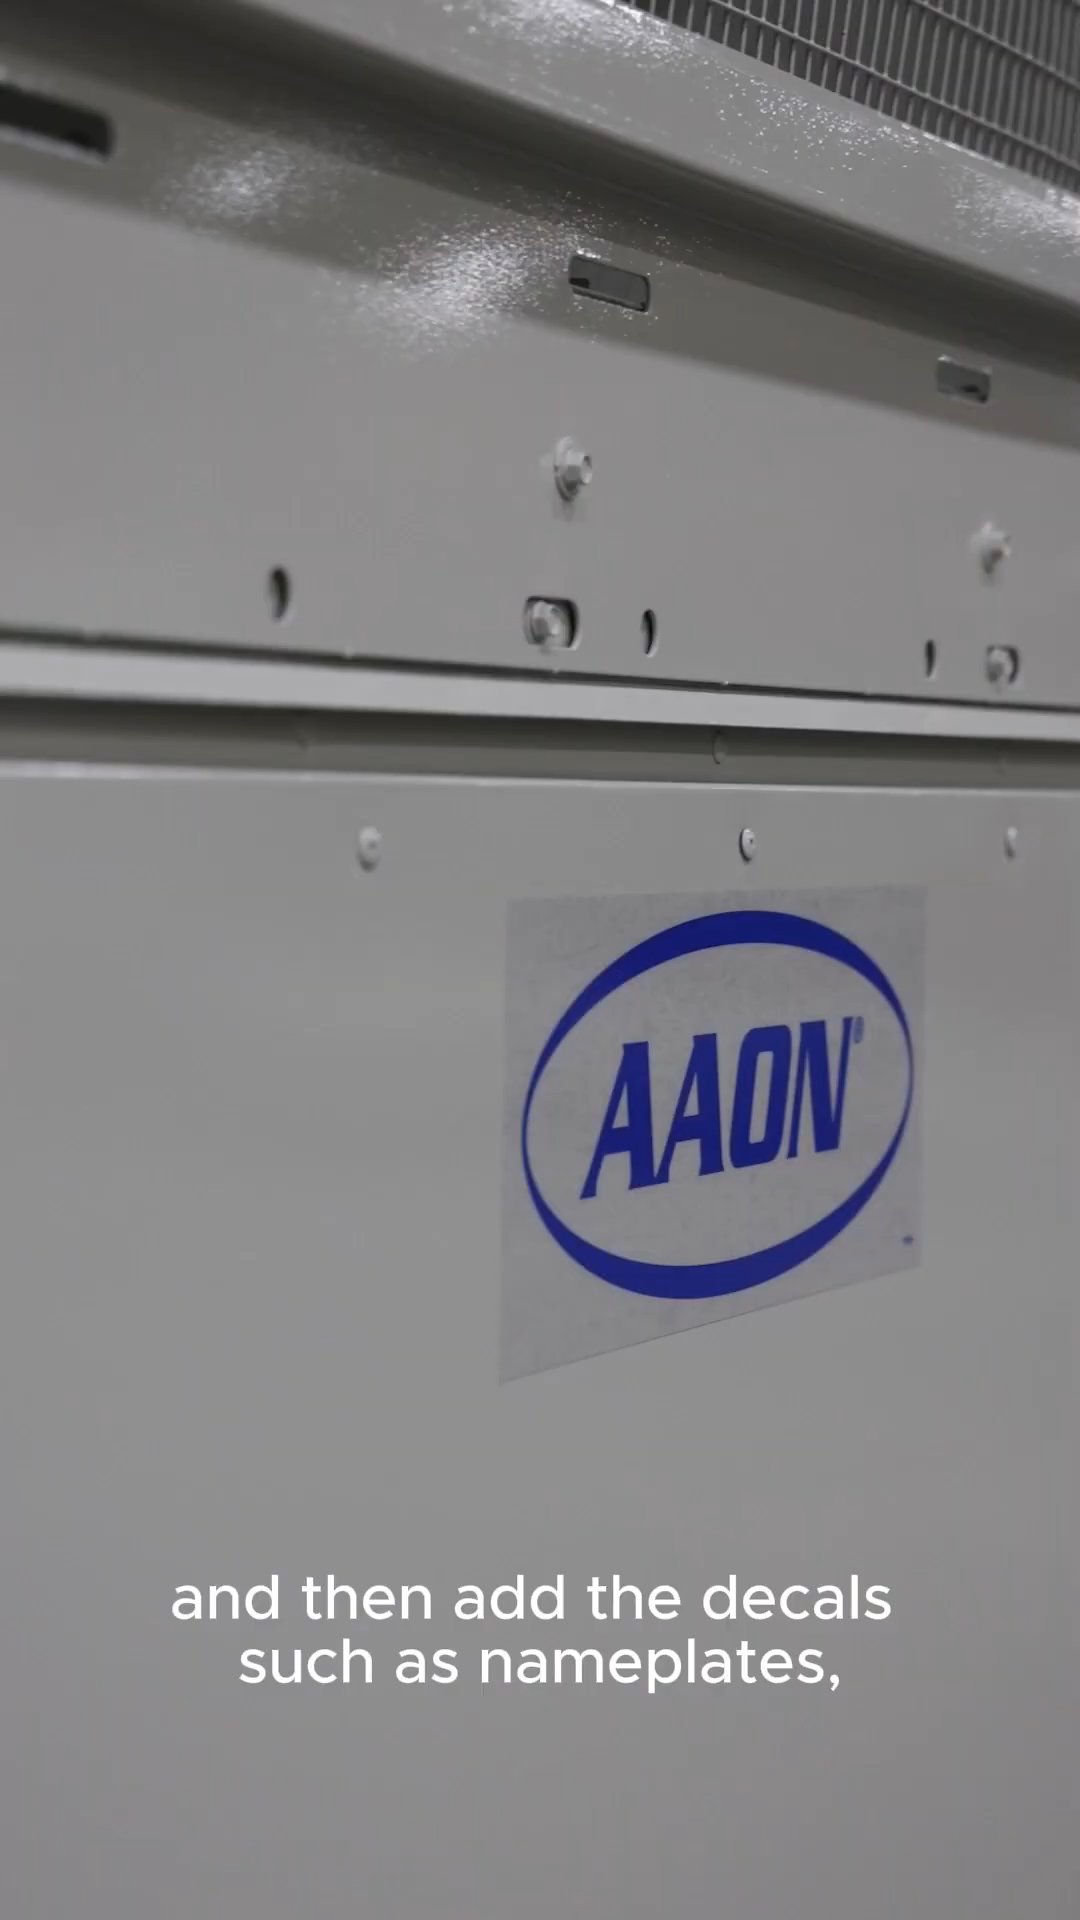 AAON®
and then add the decals
such as nameplates,